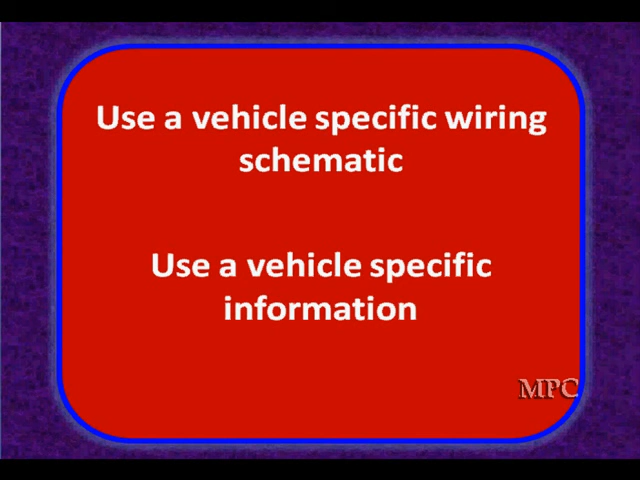 Use a vehicle specific wiring
schematic
Use a vehicle specific
information
MPC